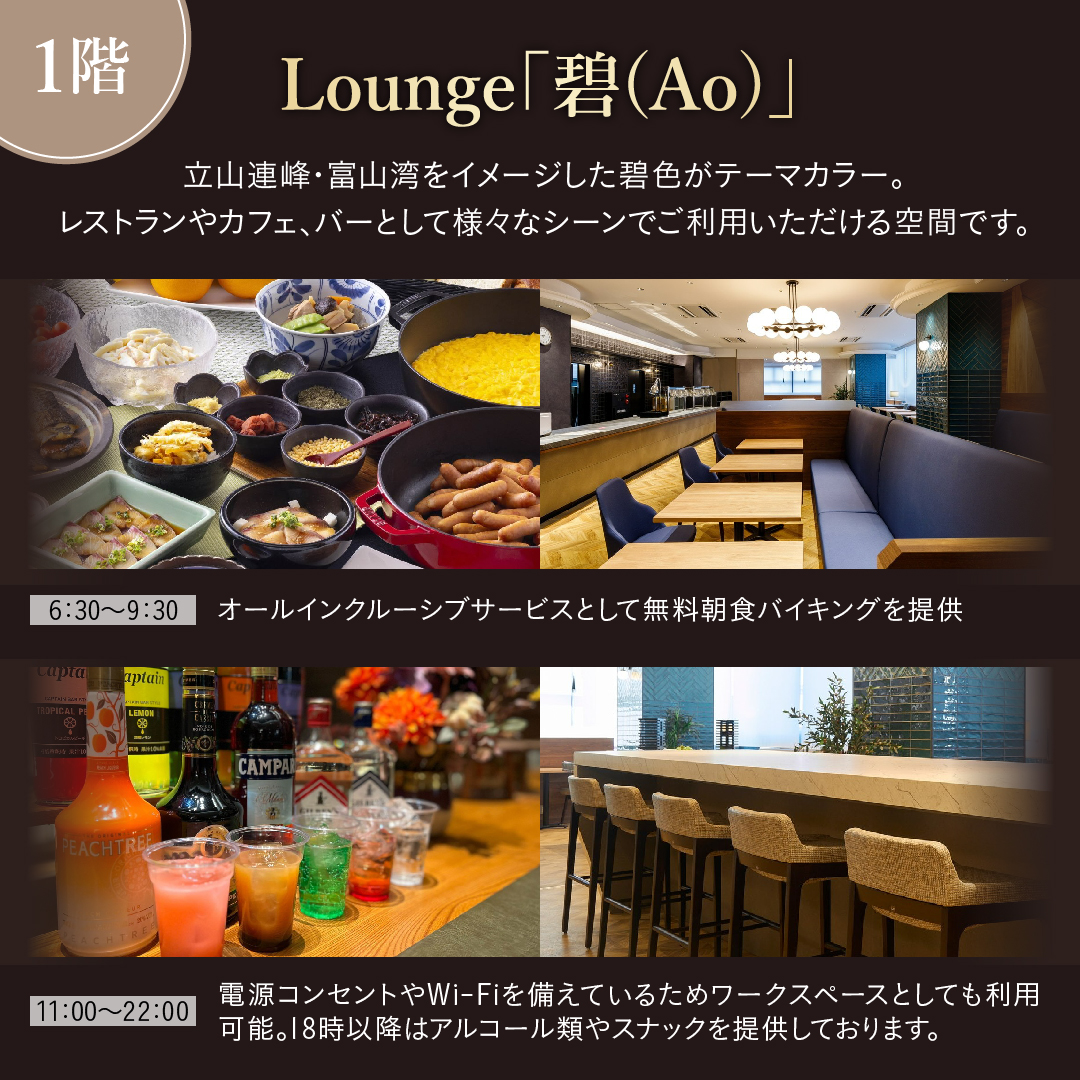 1階
Lounge「碧(Ao)」
立山連峰・富山湾をイメージした碧色がテーマカラー。
レストランやカフェ、バーとして様々なシーンでご利用いただける空間です。
6:30〜9:30
オールインクルーシブサービスとして無料朝食バイキングを提供
Captain
TROPICAL
Captain
LEMON
CAMPARI
PEACHTREE
PEACHTREE
11:00〜22:00
電源コンセントやWi-Fiを備えているためワークスペースとしても利用
可能。18時以降はアルコール類やスナックを提供しております。